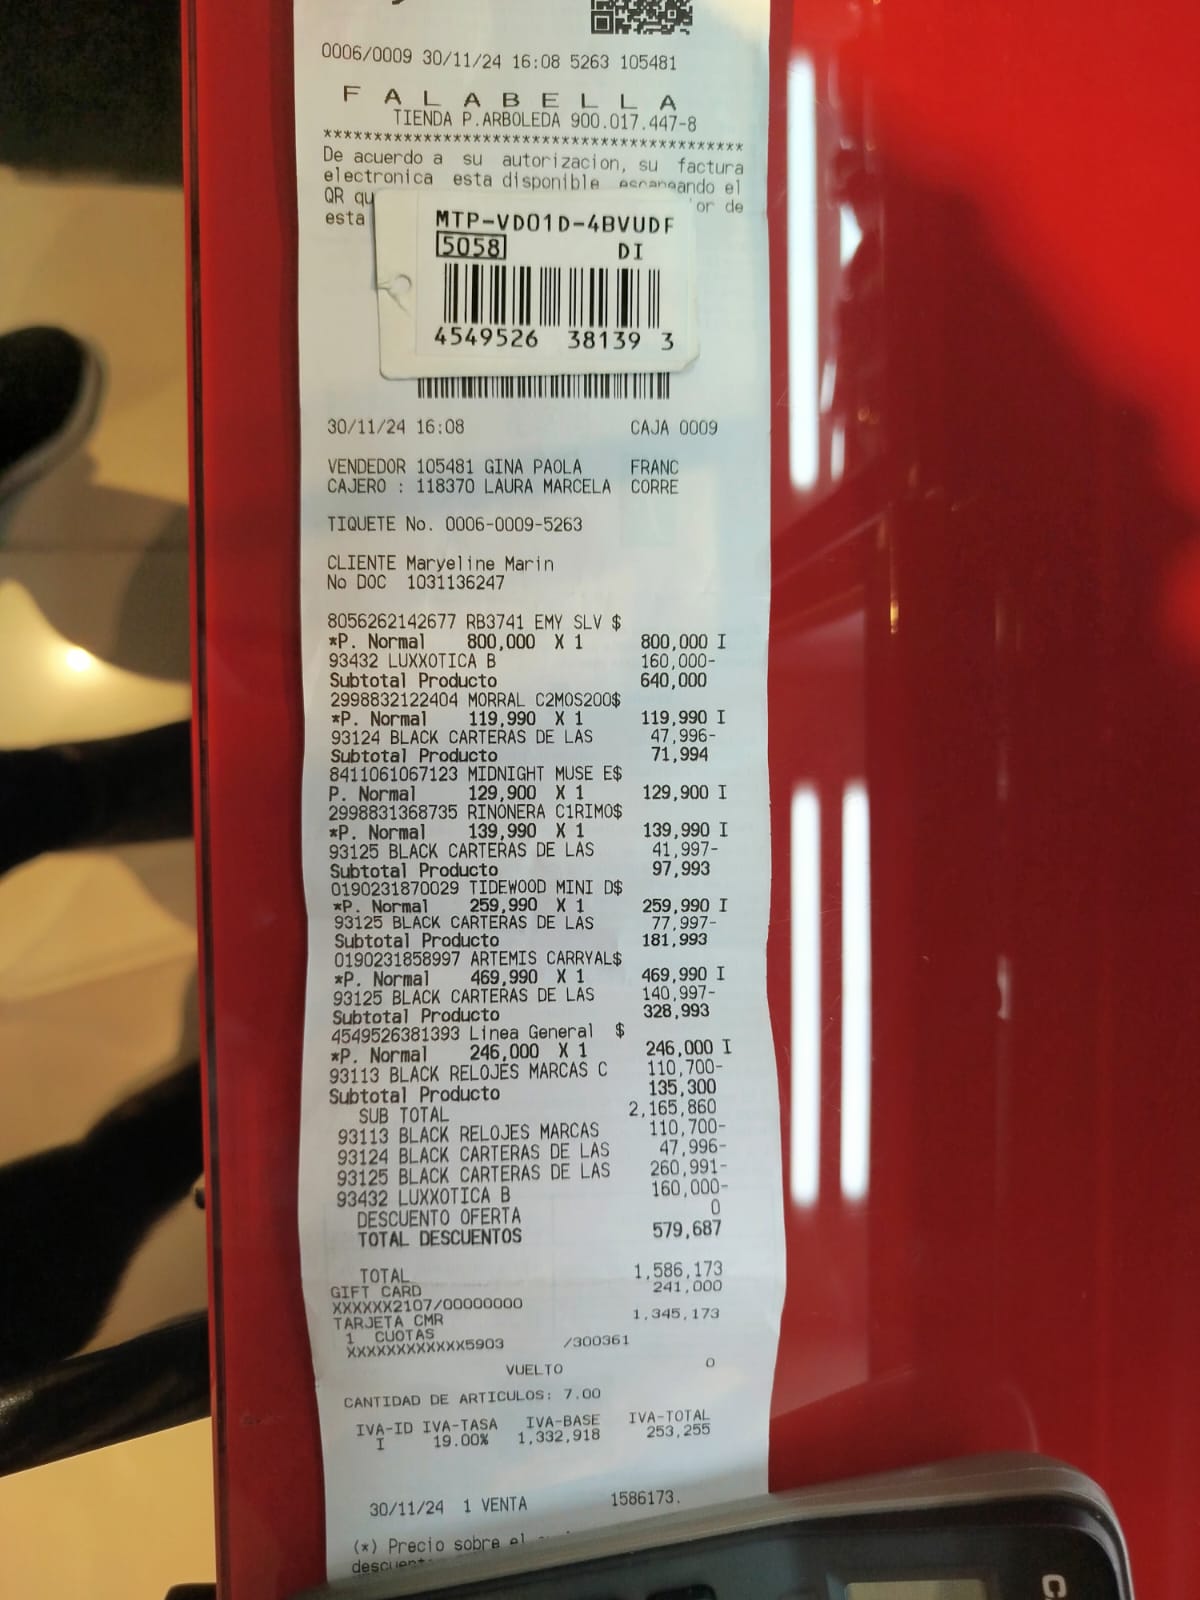 0006/0009 30/11/24 16:08 5263 105481
F A L A B E L L A
TIENDA P.ARBOLEDA 900.017.447-8
******************************************
De acuerdo a su autorizacion, su factura
electronica esta disponible escaneando el
QR qu
or de
esta
MTP-VD01D-4BVUDF
5058 DI
4549526 38139 3
30/11/24 16:08 CAJA 0009
VENDEDOR 105481 GINA PAOLA FRANC
CAJERO : 118370 LAURA MARCELA CORRE
TIQUETE No. 0006-0009-5263
CLIENTE Maryeline Marin
No DOC 1031136247
8056262142677 RB3741 EMY SLV $
*P. Normal 800,000 X 1 800,000 I
93432 LUXXOTICA B 160,000-
Subtotal Producto 640,000
2998832122404 MORRAL C2MOS200$
*P. Normal 119,990 X 1 119,990 I
93124 BLACK CARTERAS DE LAS 47,996-
Subtotal Producto 71,994
8411061067123 MIDNIGHT MUSE E$
P. Normal 129,900 X 1 129,900 I
2998831368735 RINONERA C1RIMO$
*P. Normal 139,990 X 1 139,990 I
93125 BLACK CARTERAS DE LAS 41,997-
Subtotal Producto 97,993
0190231870029 TIDEWOOD MINI D$
*P. Normal 259,990 X 1 259,990 I
93125 BLACK CARTERAS DE LAS 77,997-
Subtotal Producto 181,993
0190231858997 ARTEMIS CARRYAL$
*P. Normal 469,990 X 1 469,990 I
93125 BLACK CARTERAS DE LAS 140,997-
Subtotal Producto 328,993
4549526381393 Linea General $
*P. Normal 246,000 X 1 246,000 I
93113 BLACK RELOJES MARCAS C 110,700-
Subtotal Producto 135,300
SUB TOTAL 2,165,860
93113 BLACK RELOJES MARCAS 110,700-
93124 BLACK CARTERAS DE LAS 47,996-
93125 BLACK CARTERAS DE LAS 260,991-
93432 LUXXOTICA B 160,000-
DESCUENTO OFERTA 0
TOTAL DESCUENTOS 579,687
TOTAL 1,586,173
GIFT CARD 241,000
XXXXXX2107/00000000
TARJETA CMR 1,345,173
1 CUOTAS
XXXXXXXXXXXX5903 /300361
VUELTO 0
CANTIDAD DE ARTICULOS: 7.00
IVA-ID IVA-TASA IVA-BASE IVA-TOTAL
I 19.00% 1,332,918 253,255
30/11/24 1 VENTA 1586173.
(*) Precio sobre el
descuent